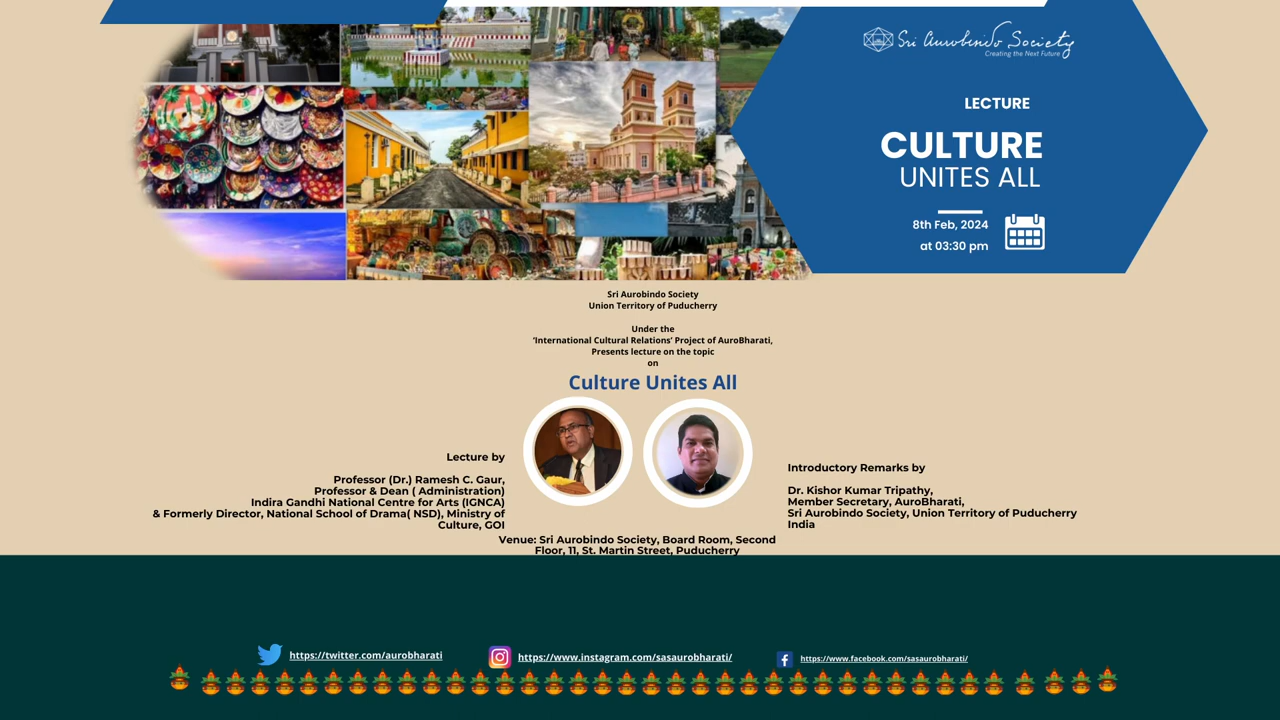 Sri Aurobindo Society
Creating the Next Future
LECTURE
CULTURE
UNITES ALL
8th Feb, 2024
at 03:30 pm
Sri Aurobindo Society
Union Territory of Puducherry
Under the
'International Cultural Relations' Project of AuroBharati,
Presents lecture on the topic
on
Culture Unites All
Lecture by
Professor (Dr.) Ramesh C. Gaur,
Professor & Dean ( Administration)
Indira Gandhi National Centre for Arts (IGNCA)
& Formerly Director, National School of Drama( NSD), Ministry of
Culture, GOI
Introductory Remarks by
Dr. Kishor Kumar Tripathy,
Member Secretary, AuroBharati,
Sri Aurobindo Society, Union Territory of Puducherry
India
Venue: Sri Aurobindo Society, Board Room, Second
Floor, 11, St. Martin Street, Puducherry
https://twitter.com/aurobharati
https://www.instagram.com/sasaurobharati/
https://www.facebook.com/sasaurobharati/